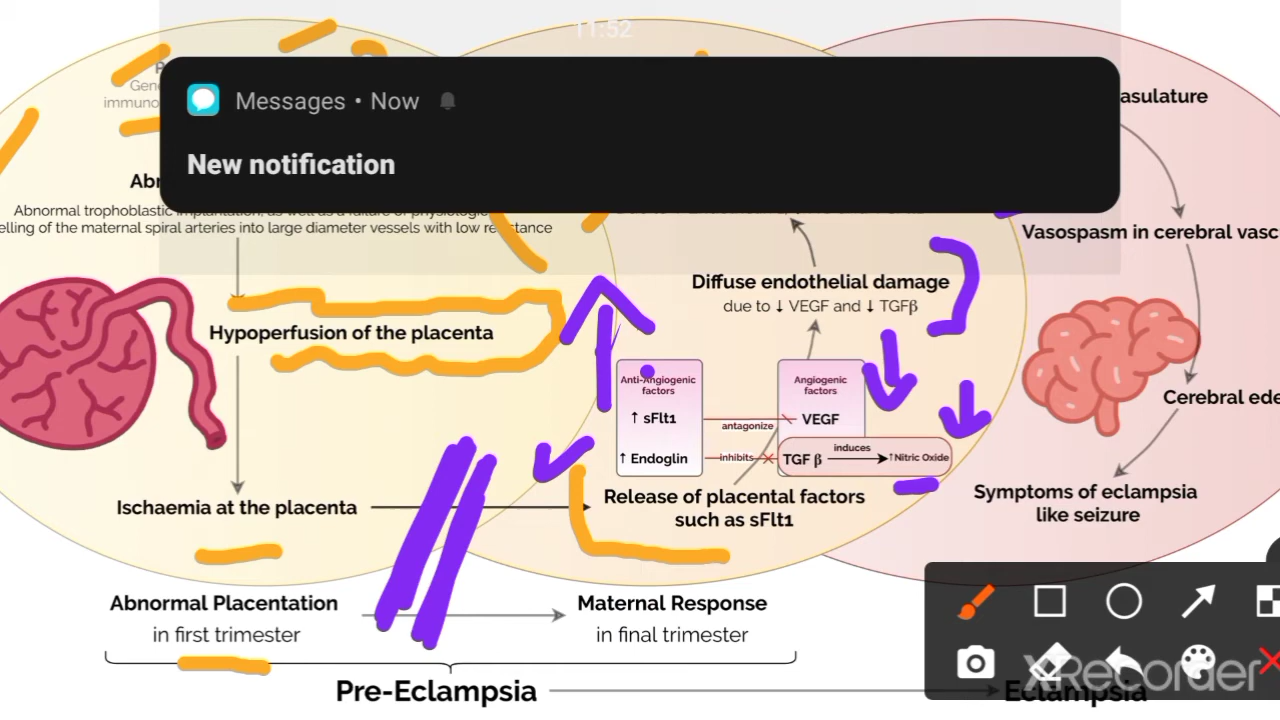 11:52
Messages • Now
New notification
asulature
Abnormal trophoblastic implantation, as well as a failure of physiologic
elling of the maternal spiral arteries into large diameter vessels with low resistance
Vasospasm in cerebral vasc
Diffuse endothelial damage
due to ↓ VEGF and ↓ TGFβ
Hypoperfusion of the placenta
Anti-Angiogenic
factors
↑ sFlt1
↑ Endoglin
antagonize
inhibits
Angiogenic
factors
VEGF
TGF β
induces
↑Nitric Oxide
Cerebral ede
Ischaemia at the placenta
Release of placental factors
such as sFlt1
Symptoms of eclampsia
like seizure
Abnormal Placentation
in first trimester
Maternal Response
in final trimester
Pre-Eclampsia
Eclampsia
XRecorder